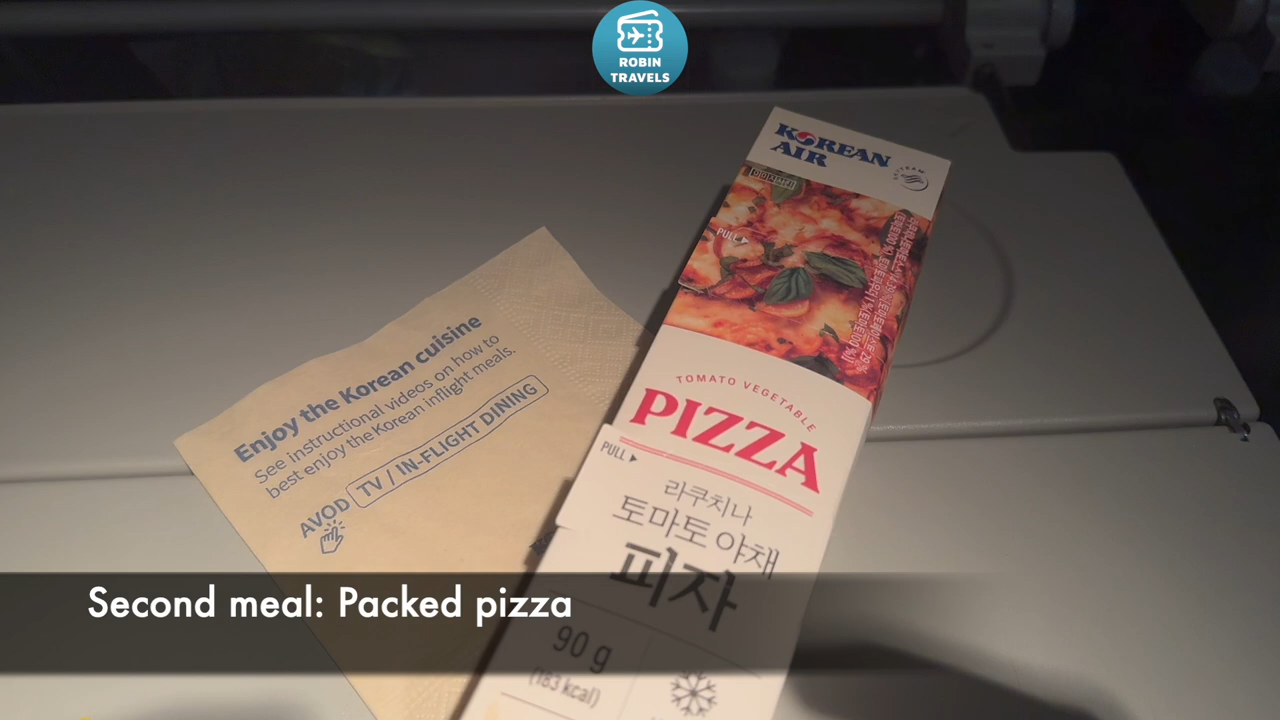 ROBIN
TRAVELS
KOREAN
AIR
SKYTEAM
PULL ▶
TOMATO VEGETABLE
PIZZA
PULL ▶
라쿠치나
토마토 야채
피자
90 g
(183 kcal)
Enjoy the Korean cuisine
See instructional videos on how to
best enjoy the Korean inflight meals.
AVOD TV / IN-FLIGHT DINING
Second meal: Packed pizza